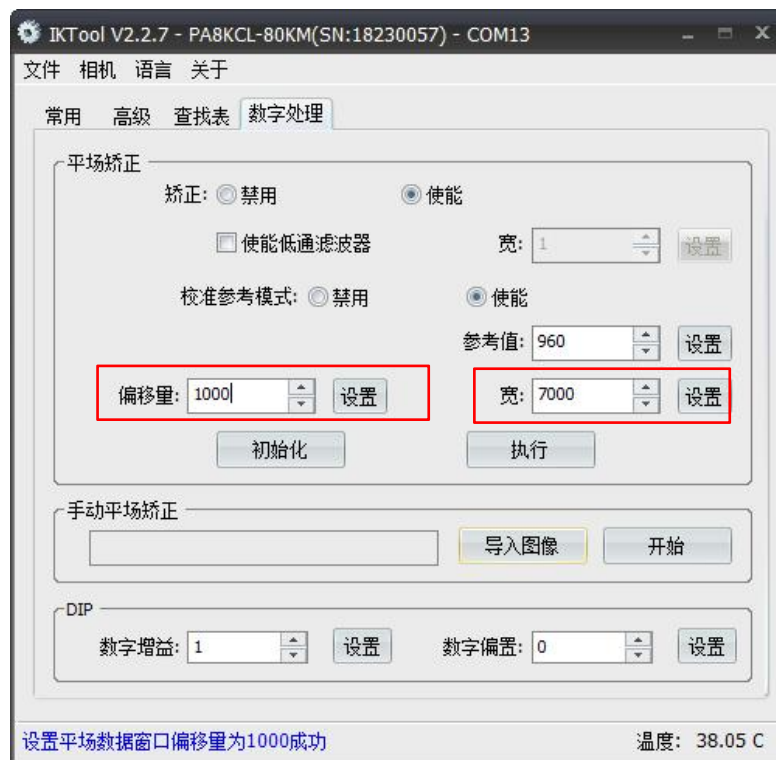 IKTool V2.2.7 - PA8KCL-80KM(SN:18230057) - COM13
文件 相机 语言 关于
常用 高级 查找表 数字处理
平场矫正
矫正: 禁用 使能
使能低通滤波器 宽: 1 设置
校准参考模式: 禁用 使能
参考值: 960 设置
偏移量: 1000 设置 宽: 7000 设置
初始化 执行
手动平场矫正
导入图像 开始
DIP
数字增益: 1 设置 数字偏置: 0 设置
设置平场数据窗口偏移量为1000成功 温度: 38.05 C